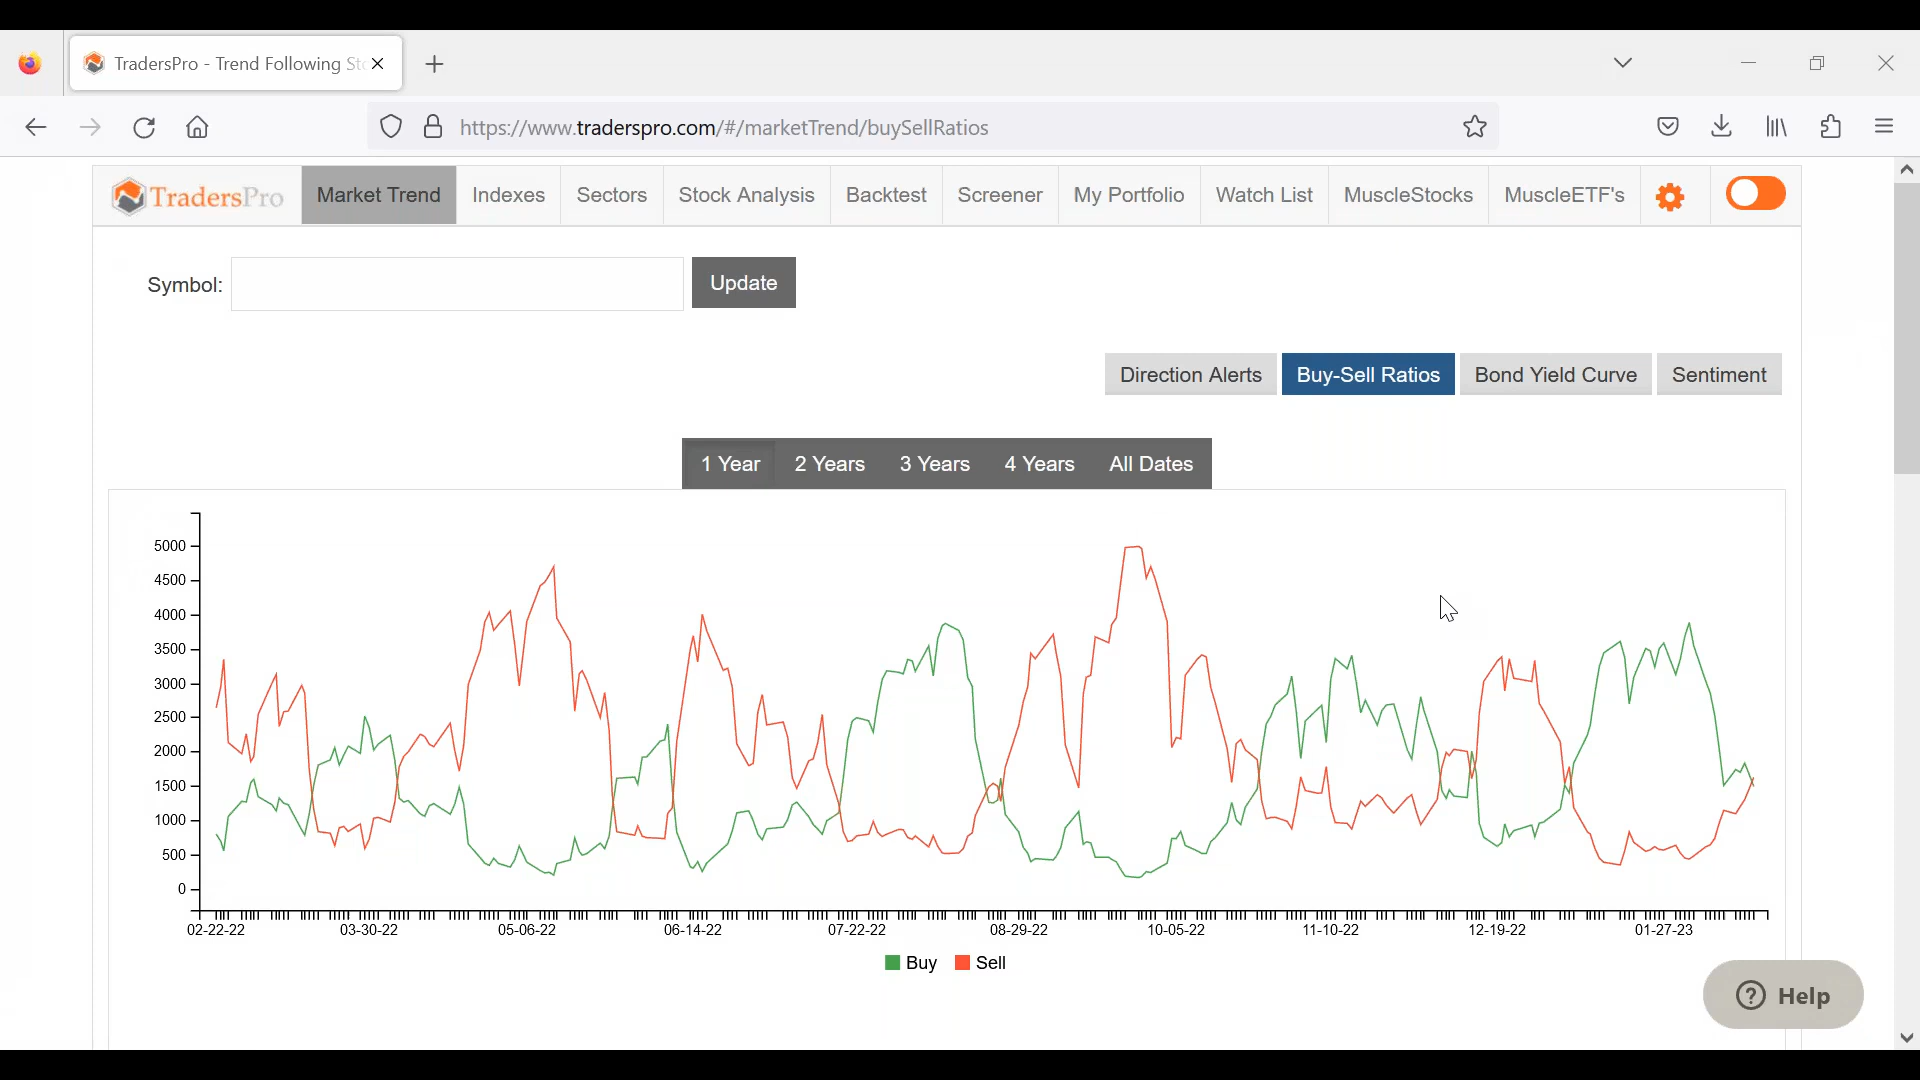 TradersPro - Trend Following Sto
https://www.traderspro.com/#/marketTrend/buySellRatios
TradersPro Market Trend Indexes Sectors Stock Analysis Backtest Screener My Portfolio Watch List MuscleStocks MuscleETF's
Symbol: Update
Direction Alerts Buy-Sell Ratios Bond Yield Curve Sentiment
1 Year 2 Years 3 Years 4 Years All Dates
5000
4500
4000
3500
3000
2500
2000
1500
1000
500
0
02-22-22 03-30-22 05-06-22 06-14-22 07-22-22 08-29-22 10-05-22 11-10-22 12-19-22 01-27-23
Buy Sell
? Help